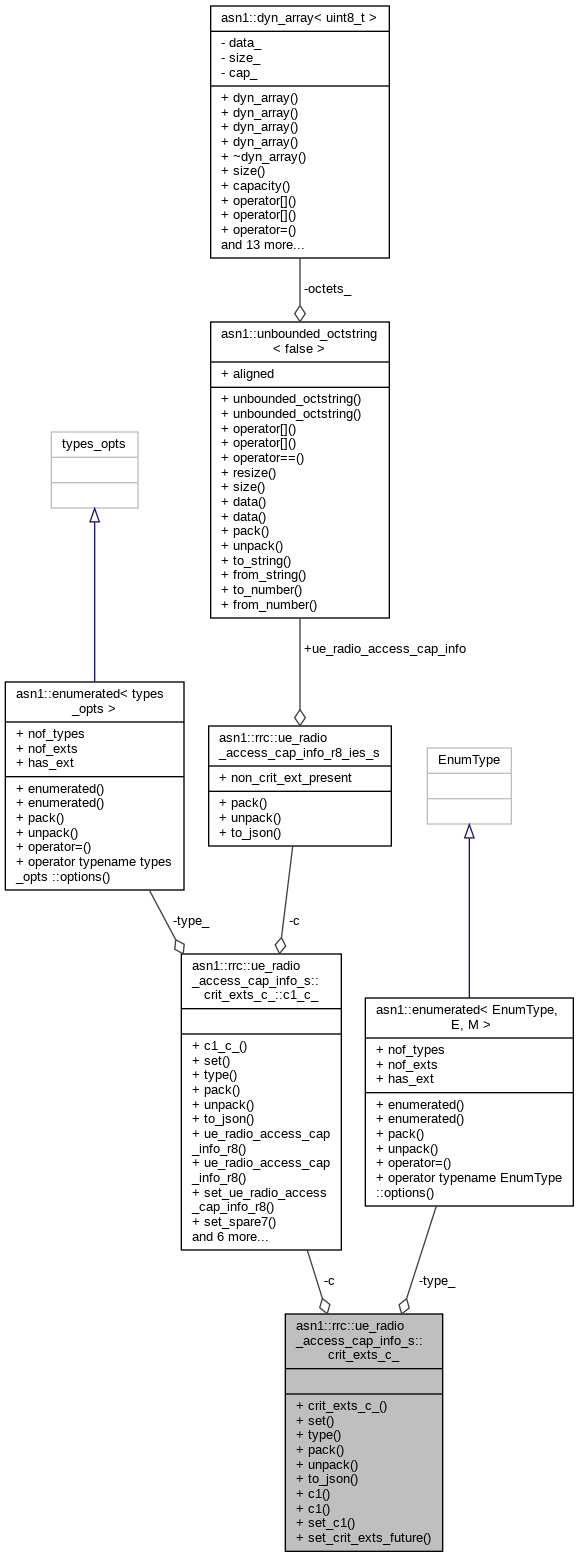 asn1::dyn_array< uint8_t >
- data_
- size_
- cap_
+ dyn_array()
+ dyn_array()
+ dyn_array()
+ dyn_array()
+ ~dyn_array()
+ size()
+ capacity()
+ operator[]()
+ operator[]()
+ operator=()
and 13 more...
-octets_
asn1::unbounded_octstring
< false >
+ aligned
+ unbounded_octstring()
+ unbounded_octstring()
+ operator[]()
+ operator[]()
+ operator==()
+ resize()
+ size()
+ data()
+ data()
+ pack()
+ unpack()
+ to_string()
+ from_string()
+ to_number()
+ from_number()
types_opts
+ue_radio_access_cap_info
asn1::enumerated< types
_opts >
+ nof_types
+ nof_exts
+ has_ext
+ enumerated()
+ enumerated()
+ pack()
+ unpack()
+ operator=()
+ operator typename types
_opts ::options()
asn1::rrc::ue_radio
_access_cap_info_r8_ies_s
+ non_crit_ext_present
+ pack()
+ unpack()
+ to_json()
EnumType
-type_
-c
asn1::rrc::ue_radio
_access_cap_info_s::
crit_exts_c_::c1_c_
+ c1_c_()
+ set()
+ type()
+ pack()
+ unpack()
+ to_json()
+ ue_radio_access_cap
_info_r8()
+ ue_radio_access_cap
_info_r8()
+ set_ue_radio_access
_cap_info_r8()
+ set_spare7()
and 6 more...
asn1::enumerated< EnumType,
E, M >
+ nof_types
+ nof_exts
+ has_ext
+ enumerated()
+ enumerated()
+ pack()
+ unpack()
+ operator=()
+ operator typename EnumType
::options()
-c
-type_
asn1::rrc::ue_radio
_access_cap_info_s::
crit_exts_c_
+ crit_exts_c_()
+ set()
+ type()
+ pack()
+ unpack()
+ to_json()
+ c1()
+ c1()
+ set_c1()
+ set_crit_exts_future()